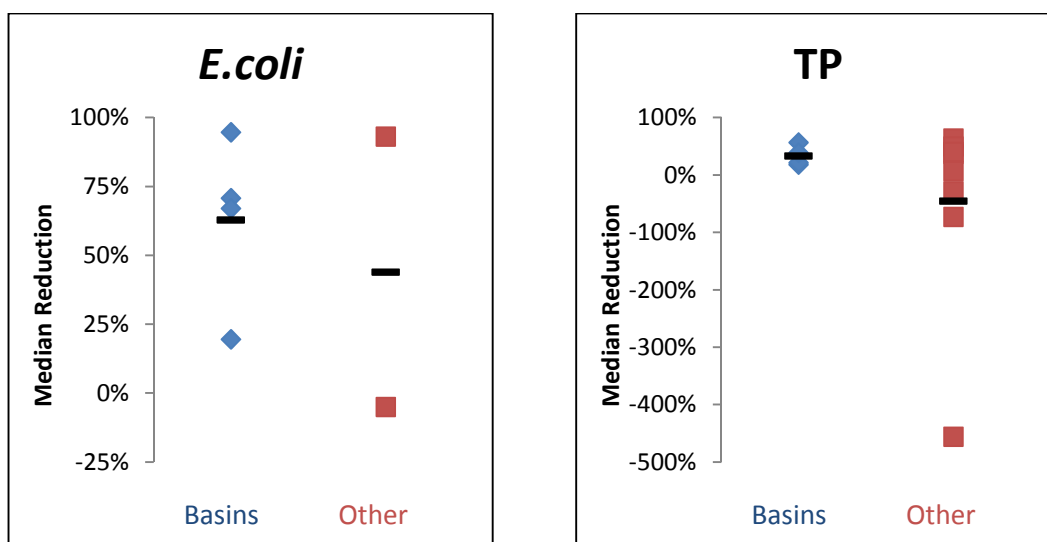 E.coli
Median Reduction
100%
75%
50%
25%
0%
-25%
Basins
Other
TP
Median Reduction
100%
0%
-100%
-200%
-300%
-400%
-500%
Basins
Other